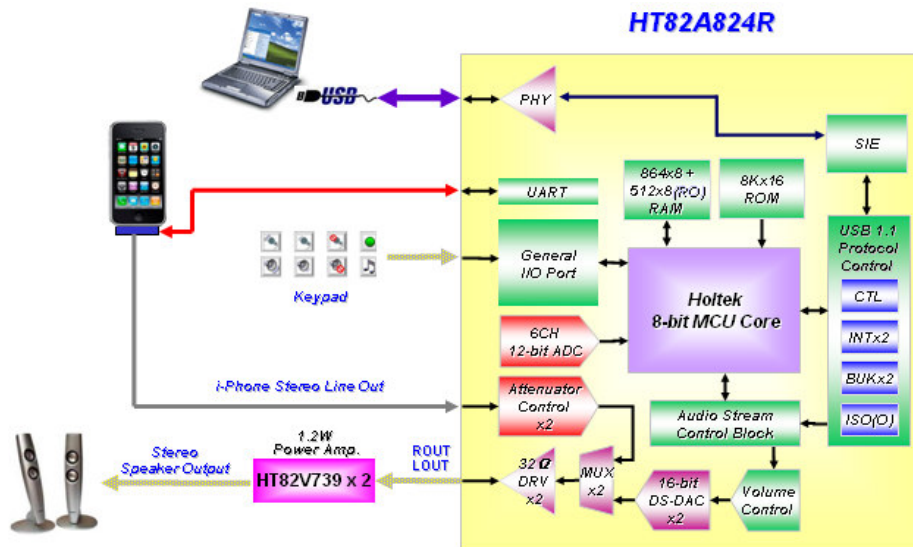 HT82A824R
USB
PHY
SIE
UART
864x8 +
512x8(RO)
RAM
8Kx16
ROM
USB 1.1
Protocol
Control
CTL
INTx2
BUKx2
ISO(O)
General
I/O Port
Keypad
Holtek
8-bit MCU Core
6CH
12-bit ADC
i-Phone Stereo Line Out
Attenuator
Control
x2
Audio Stream
Control Block
1.2W
Power Amp.
Stereo
Speaker Output
HT82V739 x 2
ROUT
LOUT
32 Ω
DRV
x2
MUX
x2
16-bit
DS-DAC
x2
Volume
Control